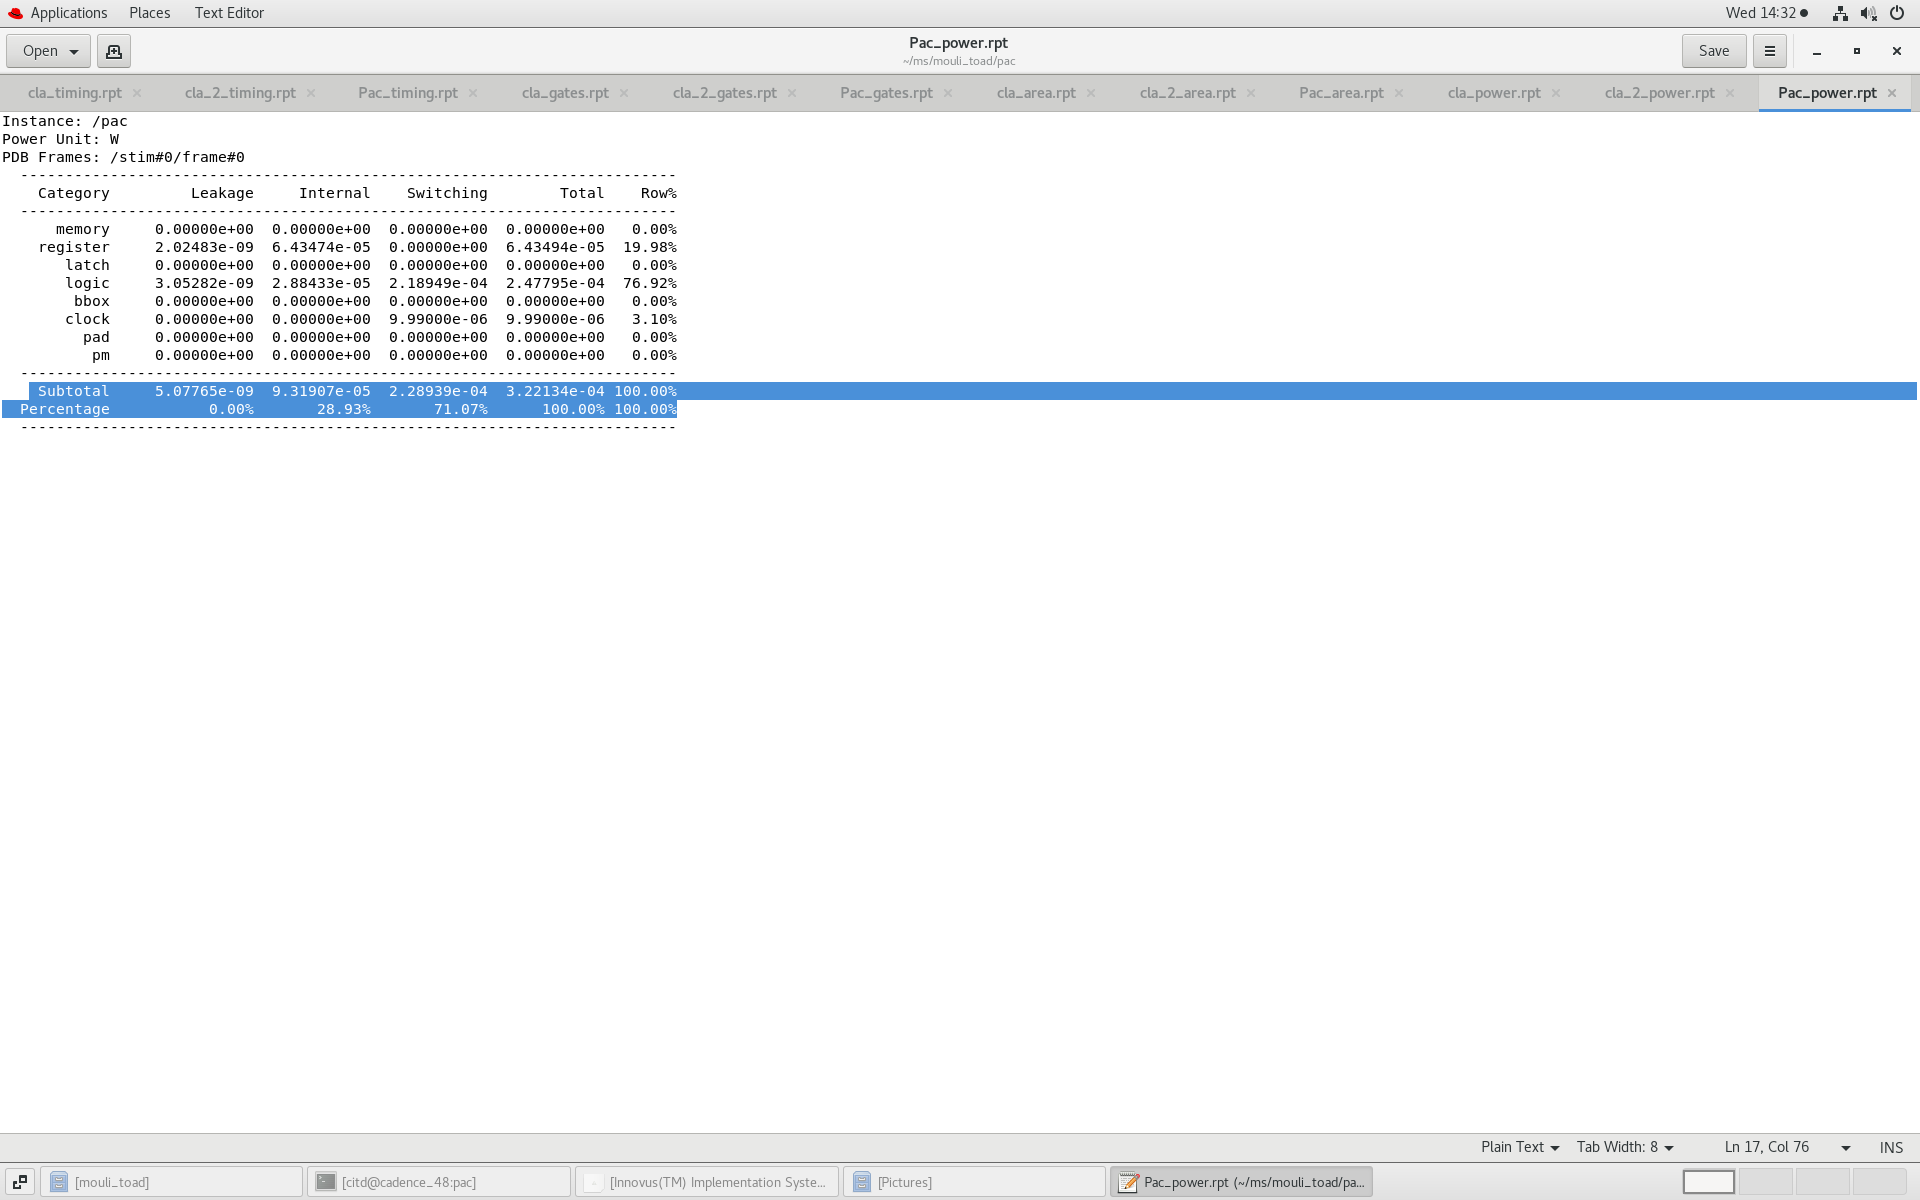 Applications Places Text Editor Wed 14:32
Open Pac_power.rpt Save
~/ms/mouli_toad/pac
cla_timing.rpt cla_2_timing.rpt Pac_timing.rpt cla_gates.rpt cla_2_gates.rpt Pac_gates.rpt cla_area.rpt cla_2_area.rpt Pac_area.rpt cla_power.rpt cla_2_power.rpt Pac_power.rpt
Instance: /pac
Power Unit: W
PDB Frames: /stim#0/frame#0
-------------------------------------------------------------------------
Category Leakage Internal Switching Total Row%
-------------------------------------------------------------------------
memory 0.00000e+00 0.00000e+00 0.00000e+00 0.00000e+00 0.00%
register 2.02483e-09 6.43474e-05 0.00000e+00 6.43494e-05 19.98%
latch 0.00000e+00 0.00000e+00 0.00000e+00 0.00000e+00 0.00%
logic 3.05282e-09 2.88433e-05 2.18949e-04 2.47795e-04 76.92%
bbox 0.00000e+00 0.00000e+00 0.00000e+00 0.00000e+00 0.00%
clock 0.00000e+00 0.00000e+00 9.99000e-06 9.99000e-06 3.10%
pad 0.00000e+00 0.00000e+00 0.00000e+00 0.00000e+00 0.00%
pm 0.00000e+00 0.00000e+00 0.00000e+00 0.00000e+00 0.00%
-------------------------------------------------------------------------
Subtotal 5.07765e-09 9.31907e-05 2.28939e-04 3.22134e-04 100.00%
Percentage 0.00% 28.93% 71.07% 100.00% 100.00%
-------------------------------------------------------------------------
Plain Text Tab Width: 8 Ln 17, Col 76 INS
[mouli_toad] [citd@cadence_48:pac] [Innovus(TM) Implementation Syste... [Pictures] Pac_power.rpt (~/ms/mouli_toad/pa...